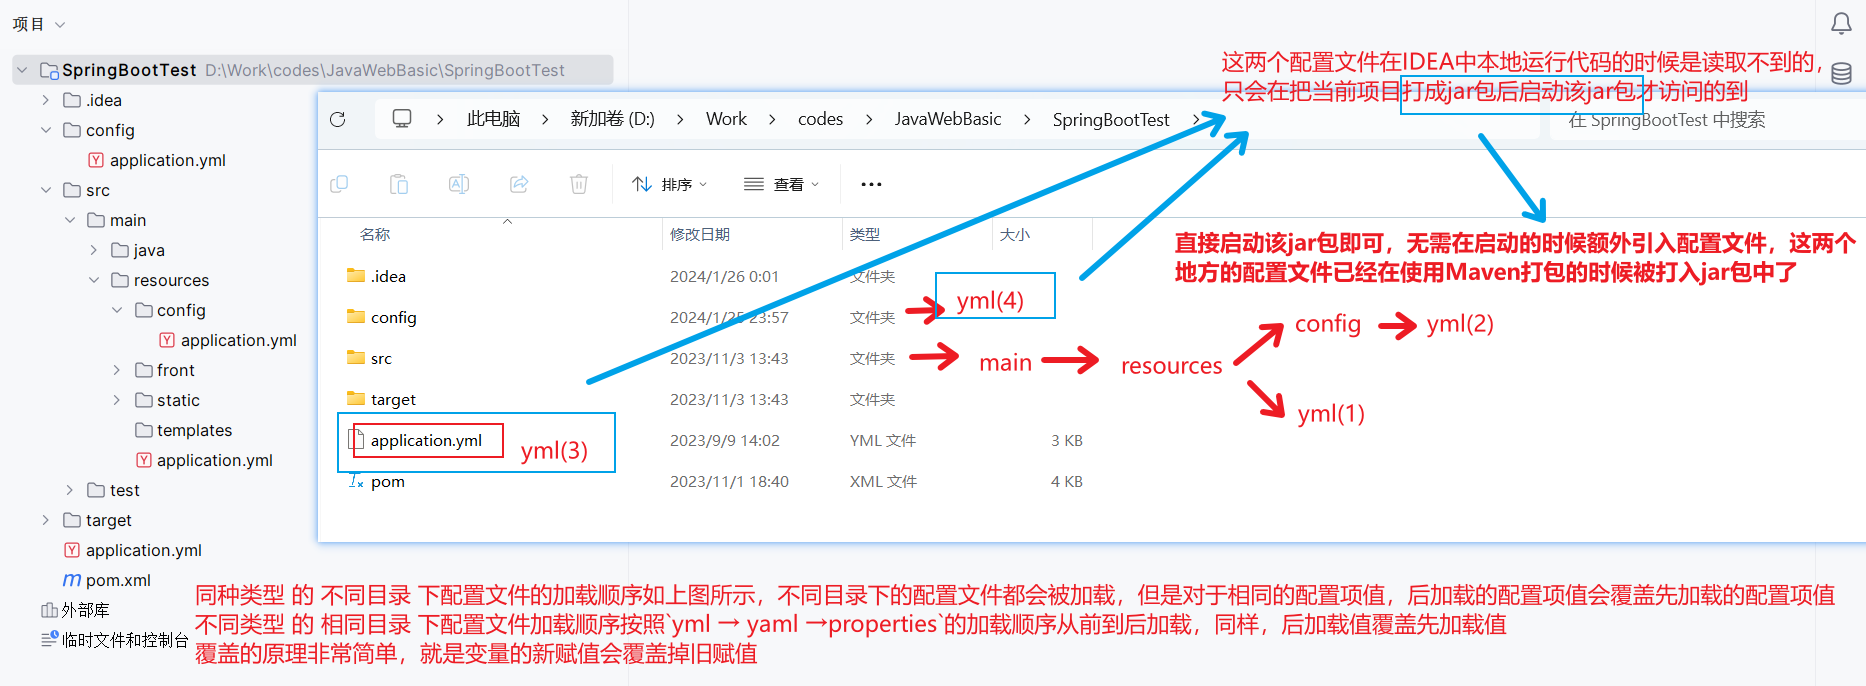 项目
SpringBootTest D:\Work\codes\JavaWebBasic\SpringBootTest
.idea
config
application.yml
src
main
java
resources
config
application.yml
front
static
templates
application.yml
test
target
application.yml
pom.xml
外部库
临时文件和控制台
这两个配置文件在IDEA中本地运行代码的时候是读取不到的，
只会在把当前项目打成jar包后启动该jar包才访问的到
此电脑 新加卷 (D:) Work codes JavaWebBasic SpringBootTest
在 SpringBootTest 中搜索
排序 查看
名称 修改日期 类型 大小
.idea 2024/1/26 0:01 文件夹
config 2024/1/25 23:57 文件夹
src 2023/11/3 13:43 文件夹
target 2023/11/3 13:43 文件夹
application.yml 2023/9/9 14:02 YML 文件 3 KB
pom 2023/11/1 18:40 XML 文件 4 KB
直接启动该jar包即可，无需在启动的时候额外引入配置文件，这两个
地方的配置文件已经在使用Maven打包的时候被打入jar包中了
yml(4)
config → yml(2)
main → resources
yml(1)
yml(3)
同种类型 的 不同目录 下配置文件的加载顺序如上图所示，不同目录下的配置文件都会被加载，但是对于相同的配置项值，后加载的配置项值会覆盖先加载的配置项值
不同类型 的 相同目录 下配置文件加载顺序按照`yml → yaml →properties`的加载顺序从前到后加载，同样，后加载值覆盖先加载值
覆盖的原理非常简单，就是变量的新赋值会覆盖掉旧赋值